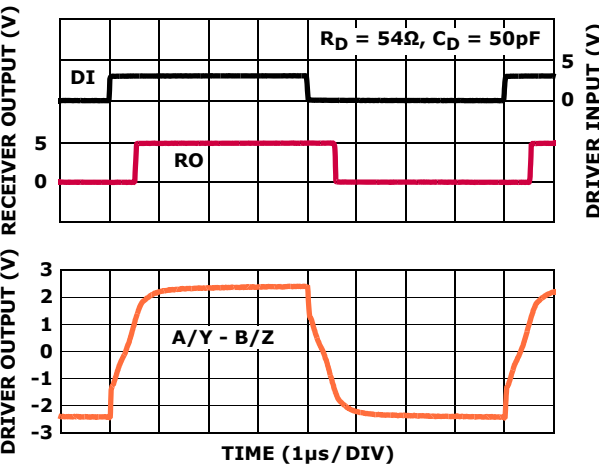 RECEIVER OUTPUT (V)
R_D = 54Ω, C_D = 50pF
DI
5
0
5
0
RO
DRIVER INPUT (V)
DRIVER OUTPUT (V)
3
2
1
0
-1
-2
-3
A/Y - B/Z
TIME (1µs/DIV)